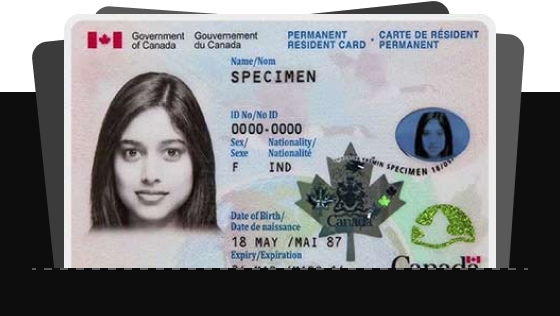 Government of Canada
Gouvernement du Canada
PERMANENT RESIDENT CARD
CARTE DE RÉSIDENT PERMANENT
Name/Nom
SPECIMEN
ID No/No ID
0000-0000
Sex/Sexe
Nationality/Nationalité
F IND
SPECIMEN
Canada
Date of Birth/
Date de naissance
18 MAY /MAI 87
Expiry/Expiration
Canada